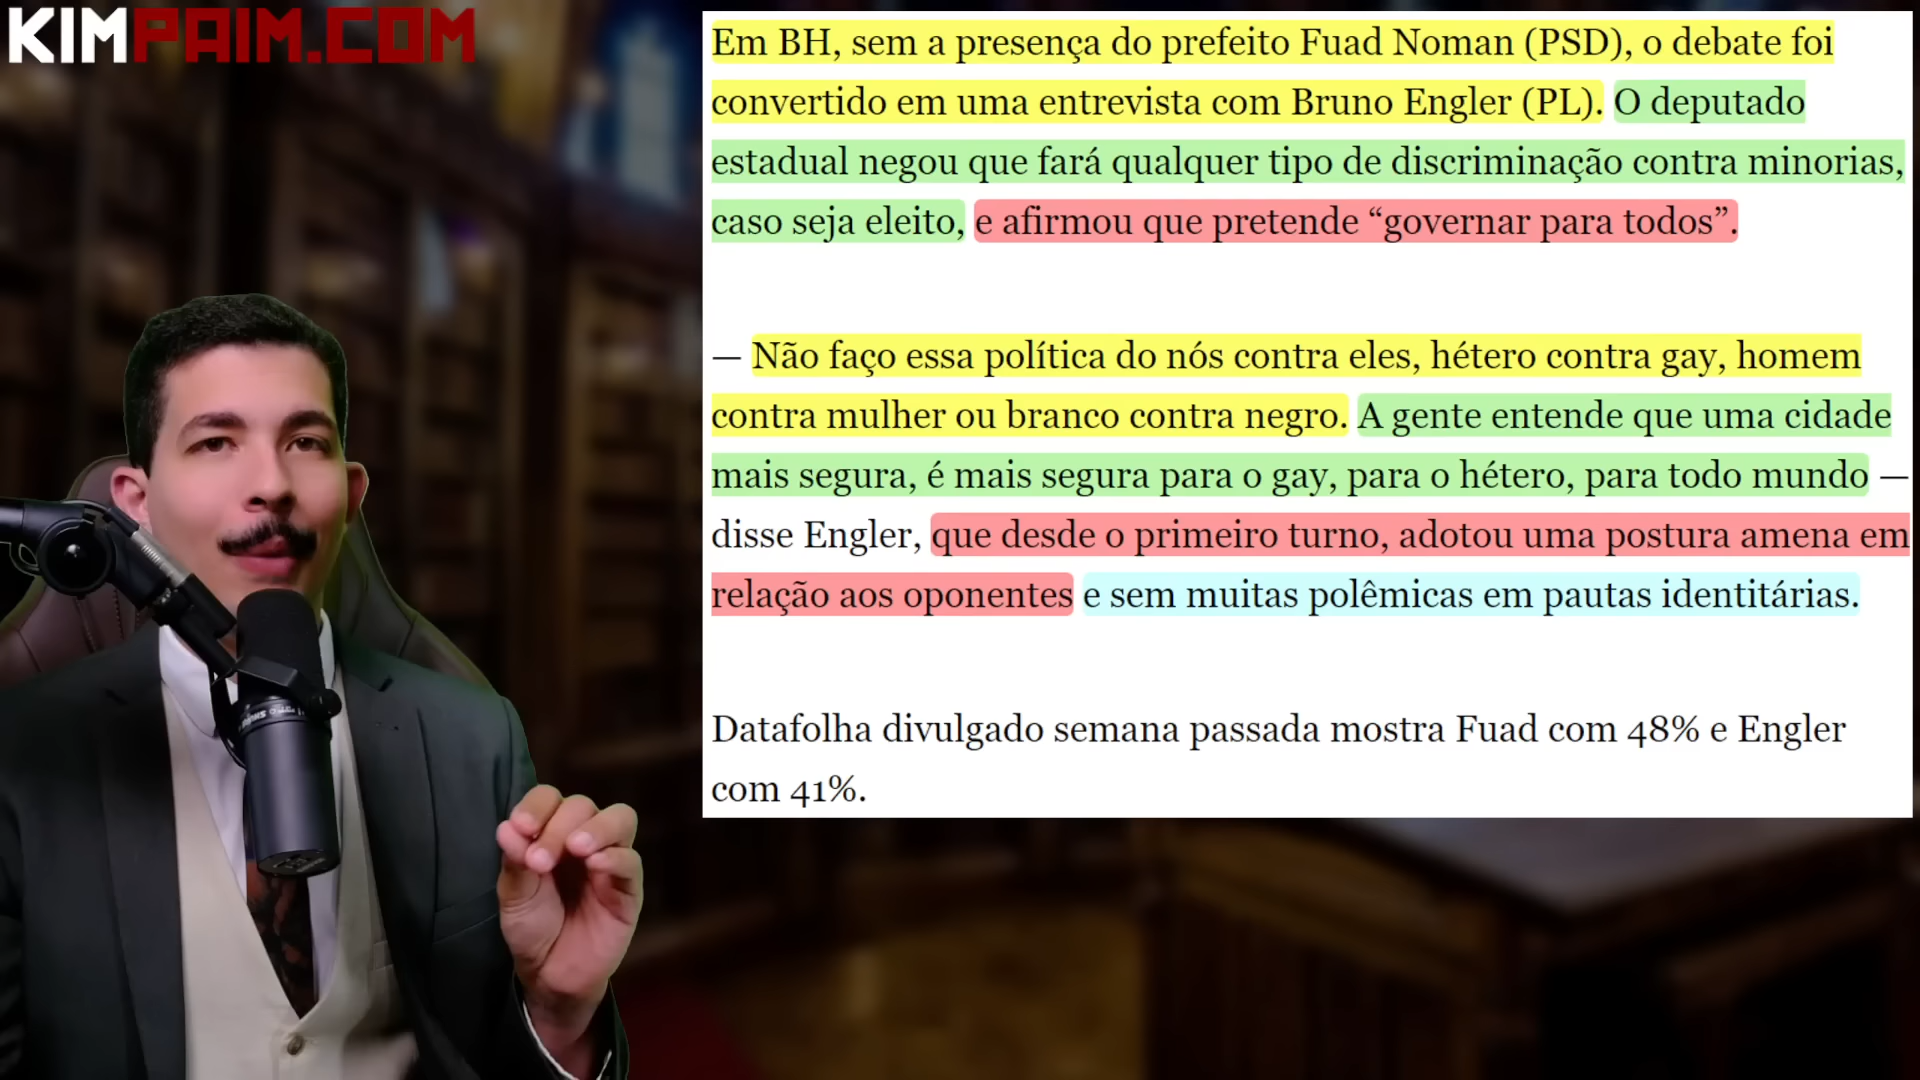 KIMPAIM.COM
Em BH, sem a presença do prefeito Fuad Noman (PSD), o debate foi
convertido em uma entrevista com Bruno Engler (PL). O deputado
estadual negou que fará qualquer tipo de discriminação contra minorias,
caso seja eleito, e afirmou que pretende “governar para todos”.
— Não faço essa política do nós contra eles, hétero contra gay, homem
contra mulher ou branco contra negro. A gente entende que uma cidade
mais segura, é mais segura para o gay, para o hétero, para todo mundo —
disse Engler, que desde o primeiro turno, adotou uma postura amena em
relação aos oponentes e sem muitas polêmicas em pautas identitárias.
Datafolha divulgado semana passada mostra Fuad com 48% e Engler
com 41%.